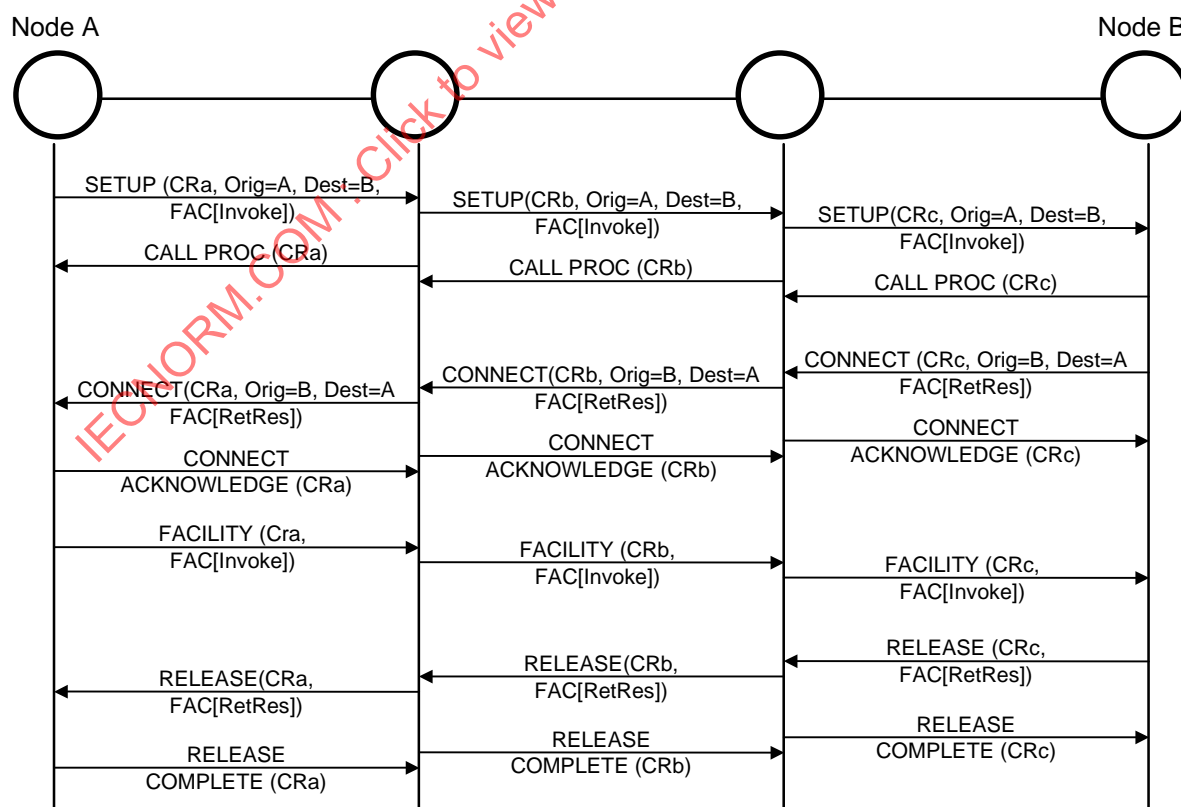 Node A
Node B
SETUP (CRa, Orig=A, Dest=B,
FAC[Invoke])
SETUP(CRb, Orig=A, Dest=B,
FAC[Invoke])
SETUP(CRc, Orig=A, Dest=B,
FAC[Invoke])
CALL PROC (CRa)
CALL PROC (CRb)
CALL PROC (CRc)
CONNECT (CRc, Orig=B, Dest=A
FAC[RetRes])
CONNECT(CRb, Orig=B, Dest=A
FAC[RetRes])
CONNECT(CRa, Orig=B, Dest=A
FAC[RetRes])
CONNECT
ACKNOWLEDGE (CRa)
CONNECT
ACKNOWLEDGE (CRb)
CONNECT
ACKNOWLEDGE (CRc)
FACILITY (Cra,
FAC[Invoke])
FACILITY (CRb,
FAC[Invoke])
FACILITY (CRc,
FAC[Invoke])
RELEASE (CRc,
FAC[RetRes])
RELEASE(CRb,
FAC[RetRes])
RELEASE(CRa,
FAC[RetRes])
RELEASE
COMPLETE (CRa)
RELEASE
COMPLETE (CRb)
RELEASE
COMPLETE (CRc)
IECNORM.COM : Click to view